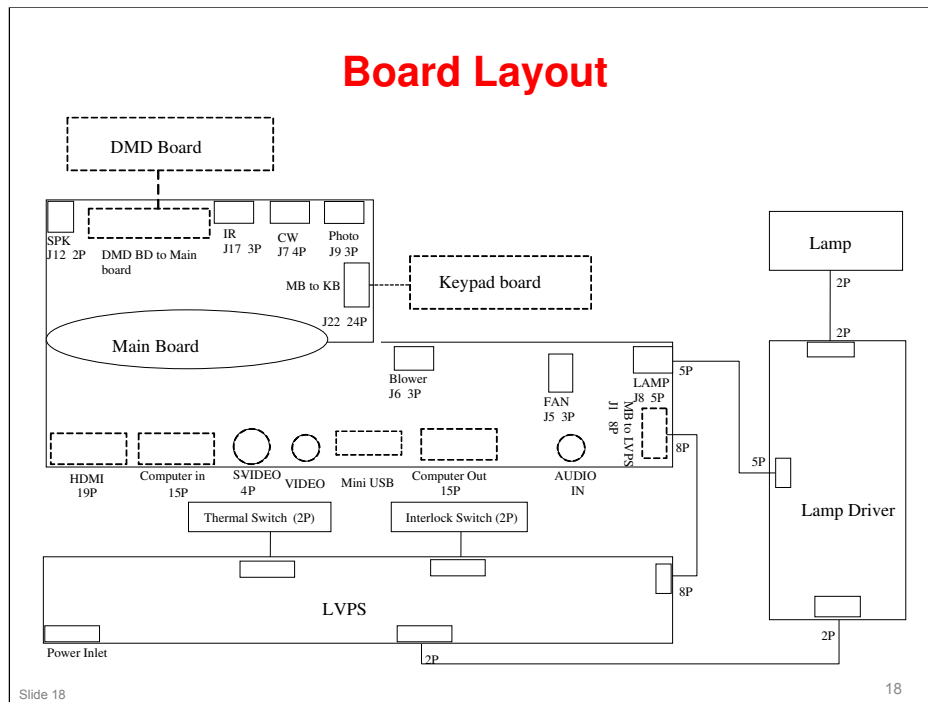 Board Layout
DMD Board
SPK
J12 2P
DMD BD to Main
board
IR
J17 3P
CW
J7 4P
Photo
J9 3P
MB to KB
J22 24P
Keypad board
Lamp
2P
2P
Main Board
Blower
J6 3P
FAN
J5 3P
LAMP
J8 5P
5P
MB to LVPS
J1 8P
8P
5P
Lamp Driver
HDMI
19P
Computer in
15P
SVIDEO
4P
VIDEO
Mini USB
Computer Out
15P
AUDIO
IN
Thermal Switch (2P)
Interlock Switch (2P)
LVPS
8P
2P
Power Inlet
2P
Slide 18
18